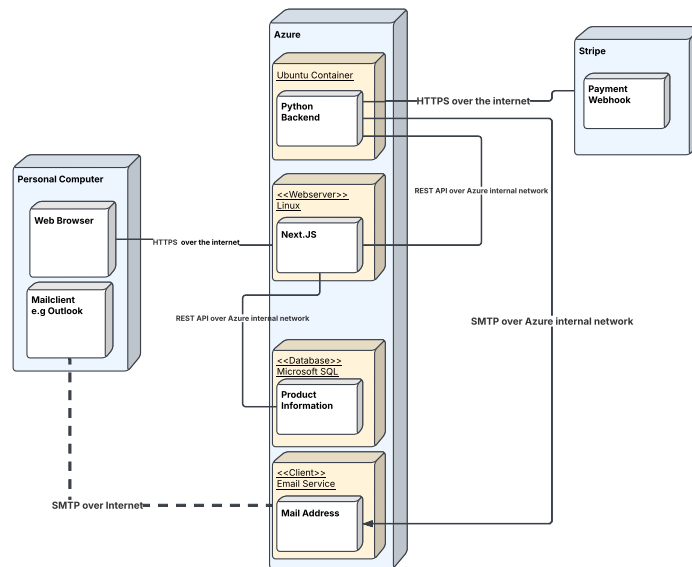 Azure
Ubuntu Container
Python
Backend
HTTPS over the internet
Stripe
Payment
Webhook
Personal Computer
Web Browser
Mailclient
e.g Outlook
HTTPS over the internet
<<Webserver>>
Linux
Next.JS
REST API over Azure internal network
REST API over Azure internal network
SMTP over Azure internal network
<<Database>>
Microsoft SQL
Product
Information
<<Client>>
Email Service
Mail Address
SMTP over Internet